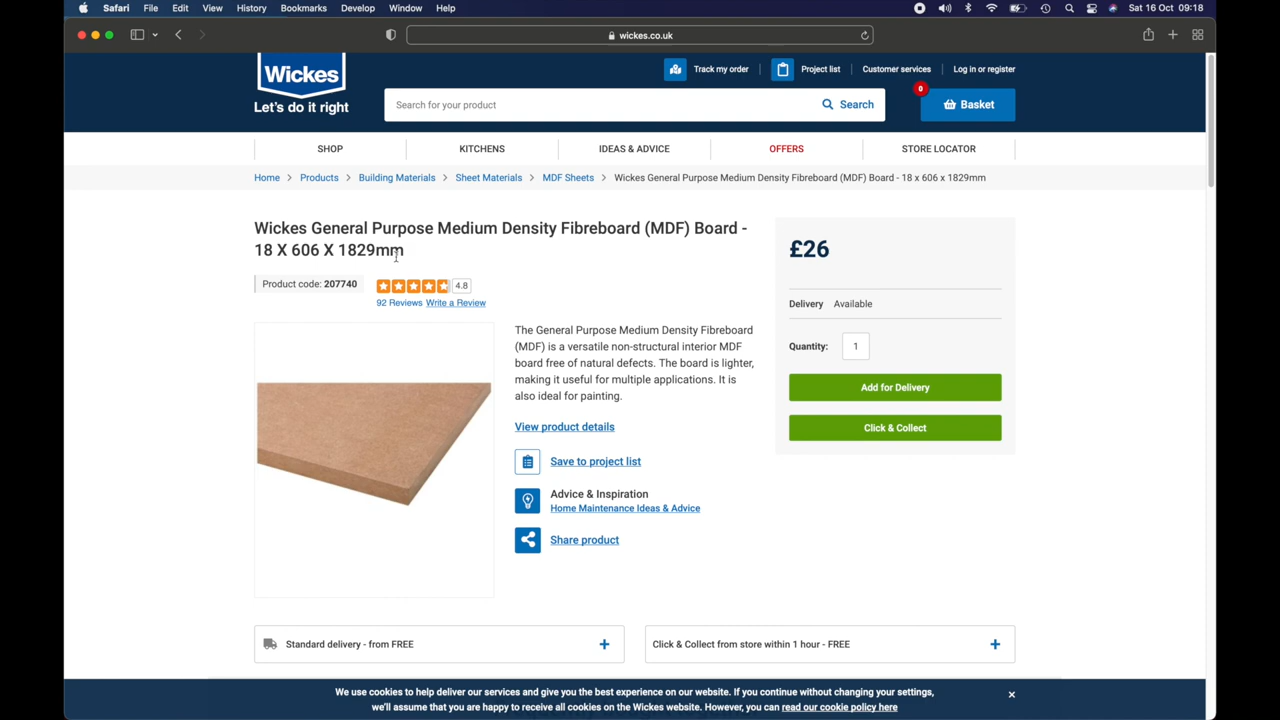 Safari File Edit View History Bookmarks Develop Window Help Sat 16 Oct 09:18
wickes.co.uk
Wickes
Let's do it right
Track my order
Project list
Customer services
Log in or register
Search for your product
Search
0
Basket
SHOP
KITCHENS
IDEAS & ADVICE
OFFERS
STORE LOCATOR
Home > Products > Building Materials > Sheet Materials > MDF Sheets > Wickes General Purpose Medium Density Fibreboard (MDF) Board - 18 x 606 x 1829mm
Wickes General Purpose Medium Density Fibreboard (MDF) Board -
18 X 606 X 1829mm
Product code: 207740
4.8
92 Reviews Write a Review
The General Purpose Medium Density Fibreboard
(MDF) is a versatile non-structural interior MDF
board free of natural defects. The board is lighter,
making it useful for multiple applications. It is
also ideal for painting.
View product details
Save to project list
Advice & Inspiration
Home Maintenance Ideas & Advice
Share product
£26
Delivery Available
Quantity: 1
Add for Delivery
Click & Collect
Standard delivery - from FREE +
Click & Collect from store within 1 hour - FREE +
We use cookies to help deliver our services and give you the best experience on our website. If you continue without changing your settings,
we'll assume that you are happy to receive all cookies on the Wickes website. However, you can read our cookie policy here